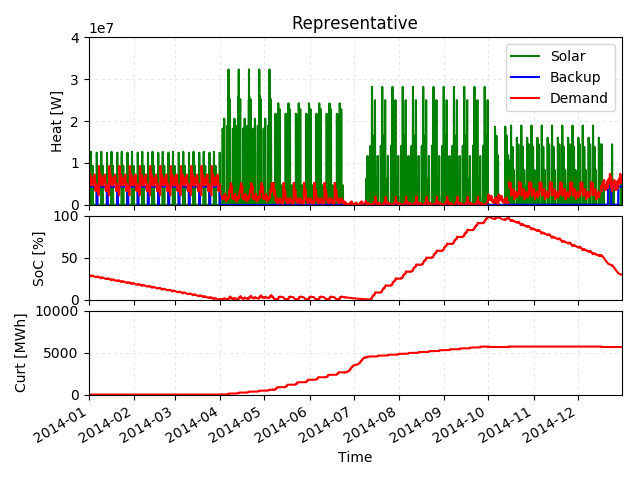 Representative
1e7
4
3
2
1
0
Heat [W]
Solar
Backup
Demand
100
50
0
SoC [%]
10000
5000
0
Curt [MWh]
2014-01
2014-02
2014-03
2014-04
2014-05
2014-06
2014-07
2014-08
2014-09
2014-10
2014-11
2014-12
Time